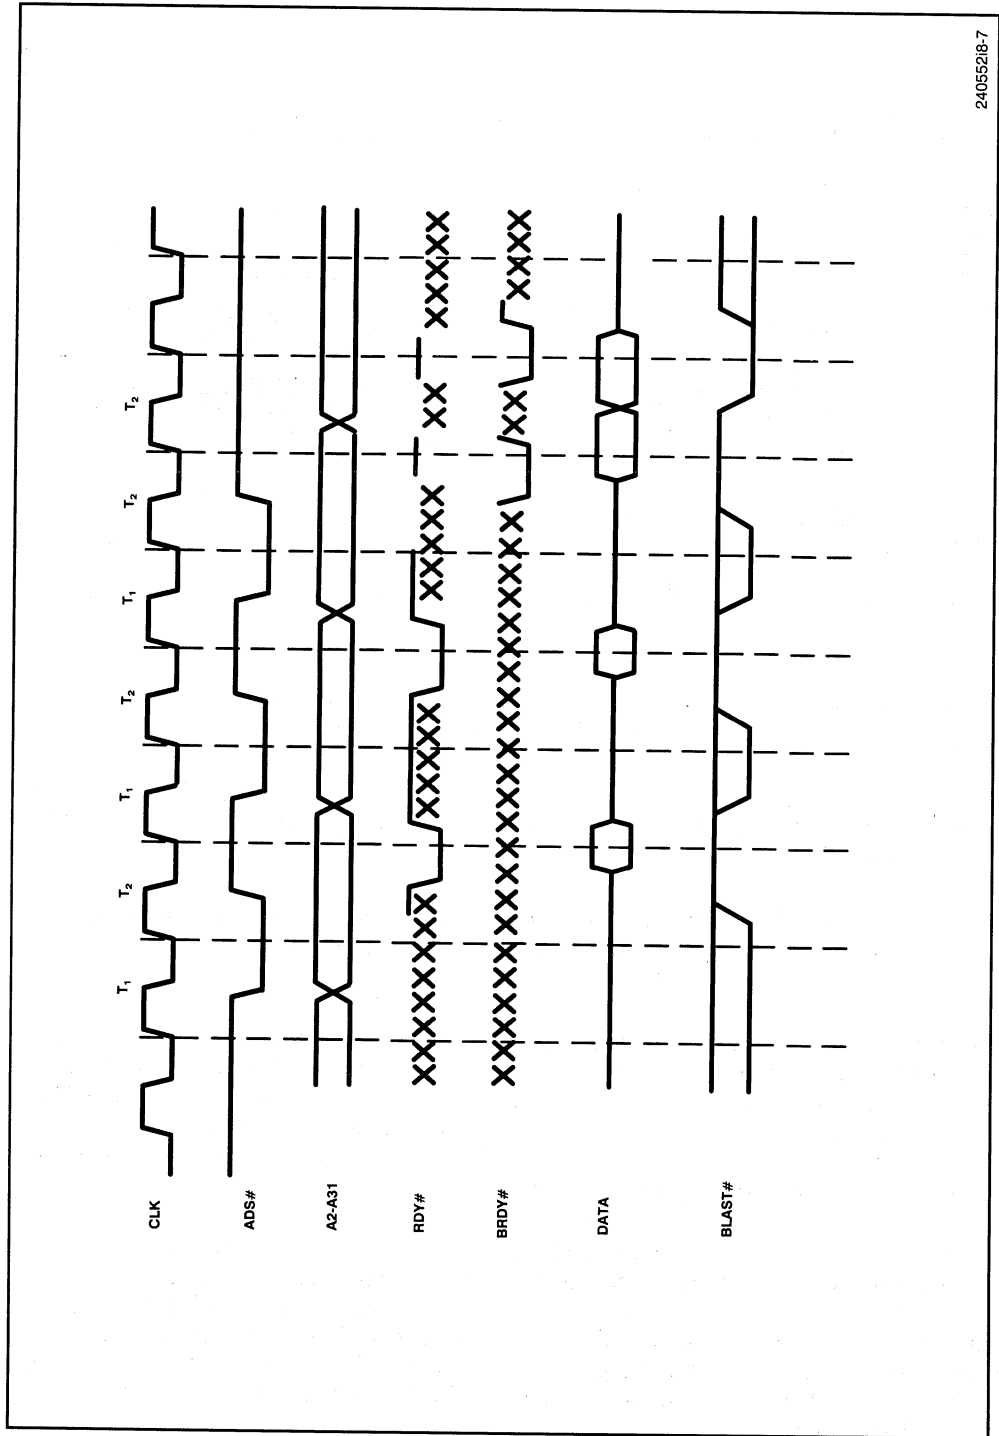 T1 T2 T1 T2 T1 T2 T2
CLK
ADS#
A2-A31
RDY#
BRDY#
DATA
BLAST#
240552i8-7